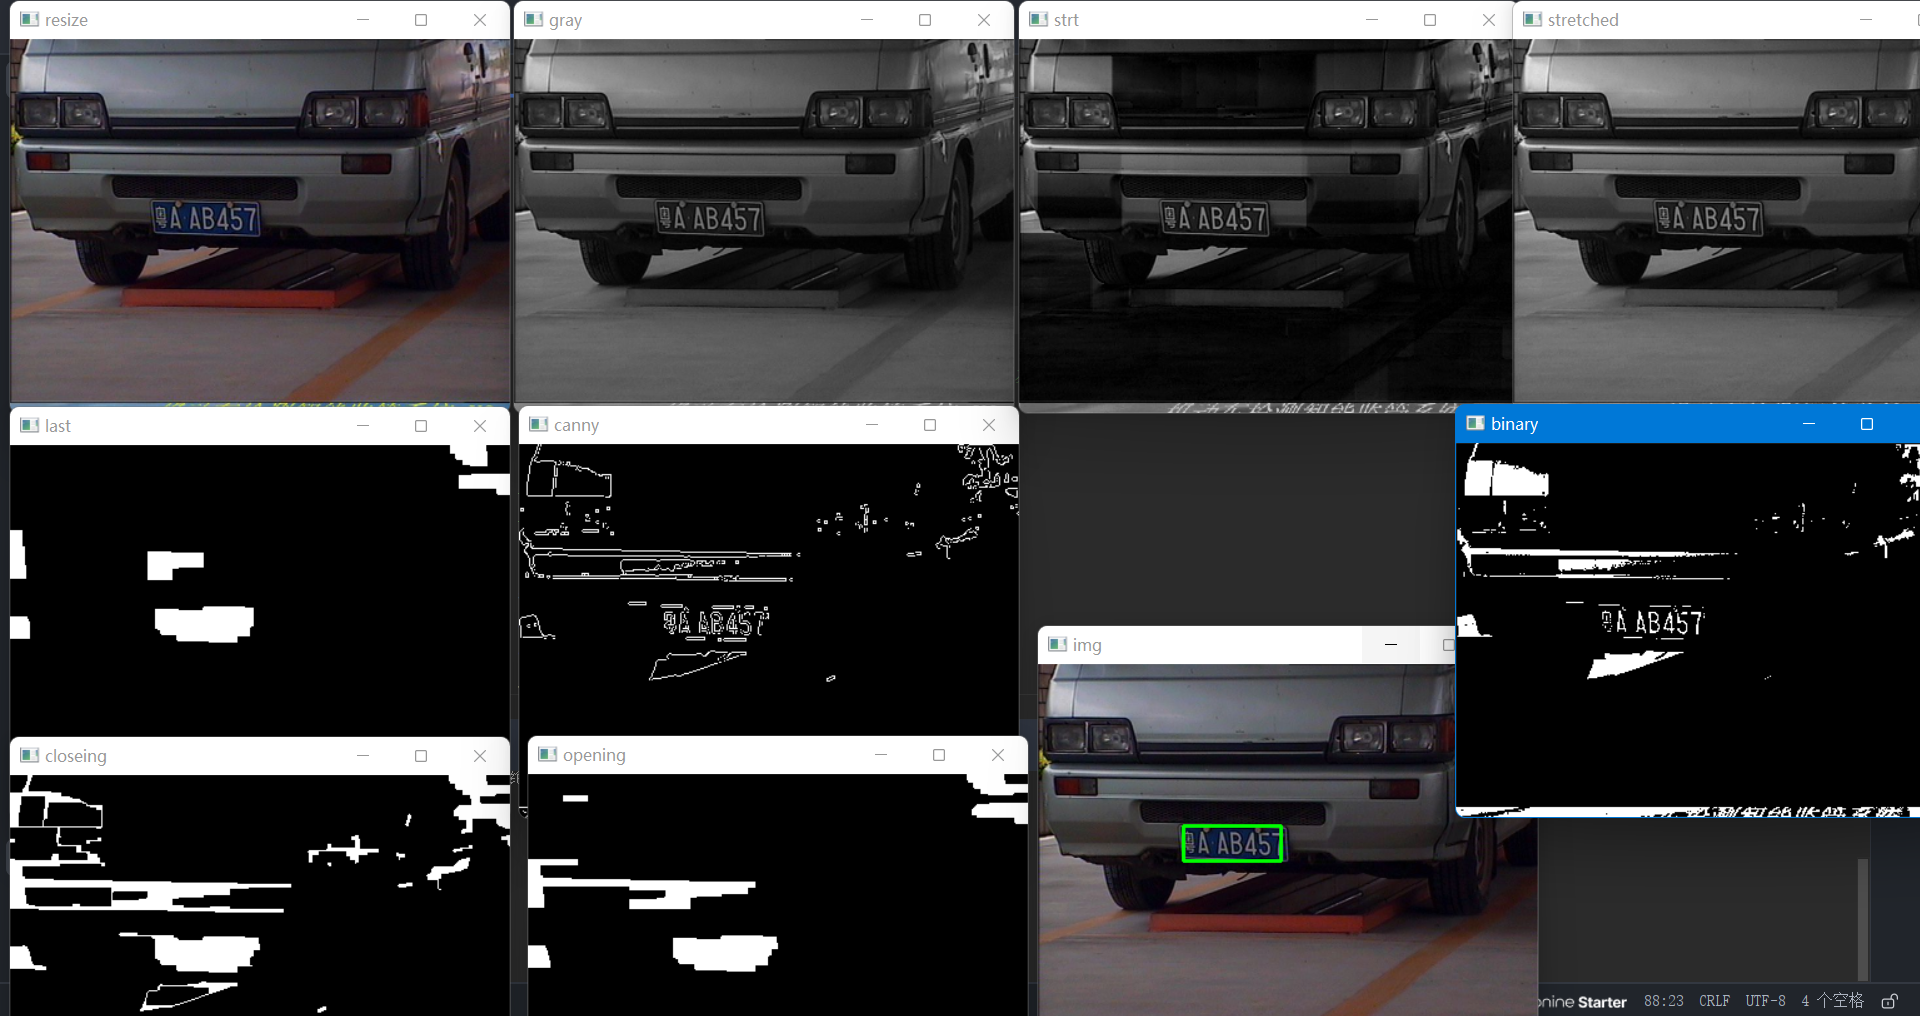 resize
gray
strt
stretched
粤A AB457
粤A AB457
粤A AB457
粤A AB457
last
canny
binary
粤A AB457
粤A AB457
img
粤A AB457
closeing
opening
onine Starter 88:23 CRLF UTF-8 4 个空格